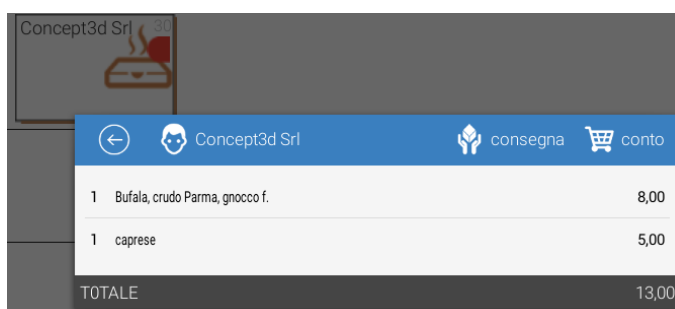 Concept3d Srl 30
Concept3d Srl consegna conto
1 Bufala, crudo Parma, gnocco f. 8,00
1 caprese 5,00
TOTALE 13,00